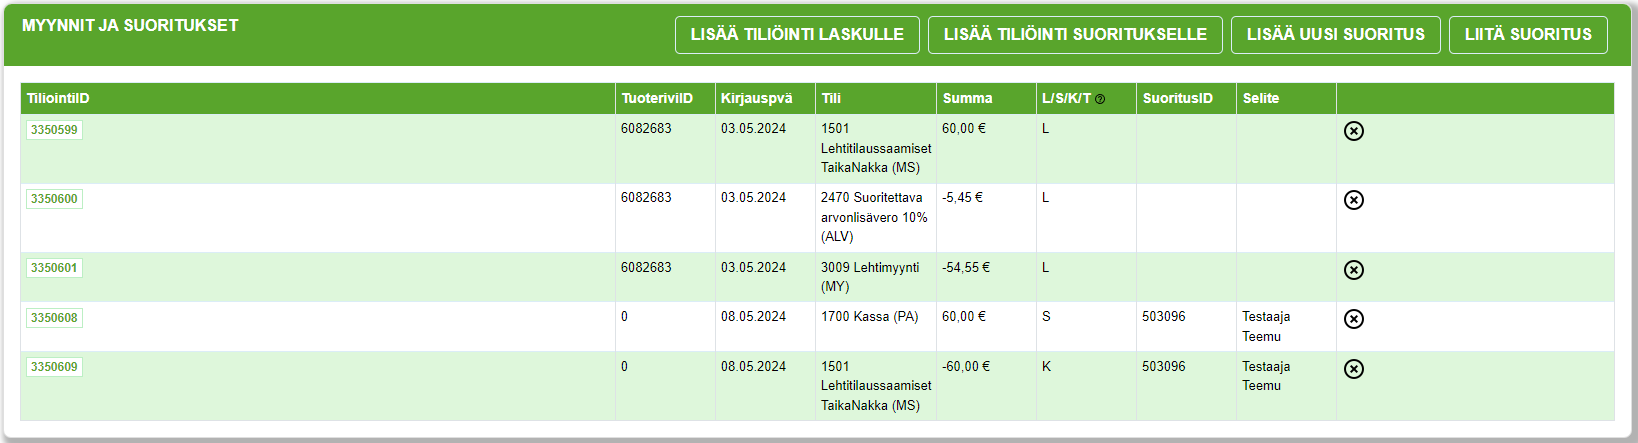 MYYNNIT JA SUORITUKSET
LISÄÄ TILIÖINTI LASKULLE
LISÄÄ TILIÖINTI SUORITUKSELLE
LISÄÄ UUSI SUORITUS
LIITÄ SUORITUS
TiliointiID TuoteriviID Kirjauspvä Tili Summa L/S/K/T SuoritusID Selite
3350599 6082683 03.05.2024 1501 60,00 € L
Lehtitilaussaamiset
TaikaNakka (MS)
3350600 6082683 03.05.2024 2470 Suoritettava -5,45 € L
arvonlisävero 10%
(ALV)
3350601 6082683 03.05.2024 3009 Lehtimyynti -54,55 € L
(MY)
3350608 0 08.05.2024 1700 Kassa (PA) 60,00 € S 503096 Testaaja
Teemu
3350609 0 08.05.2024 1501 -60,00 € K 503096 Testaaja
Lehtitilaussaamiset Teemu
TaikaNakka (MS)